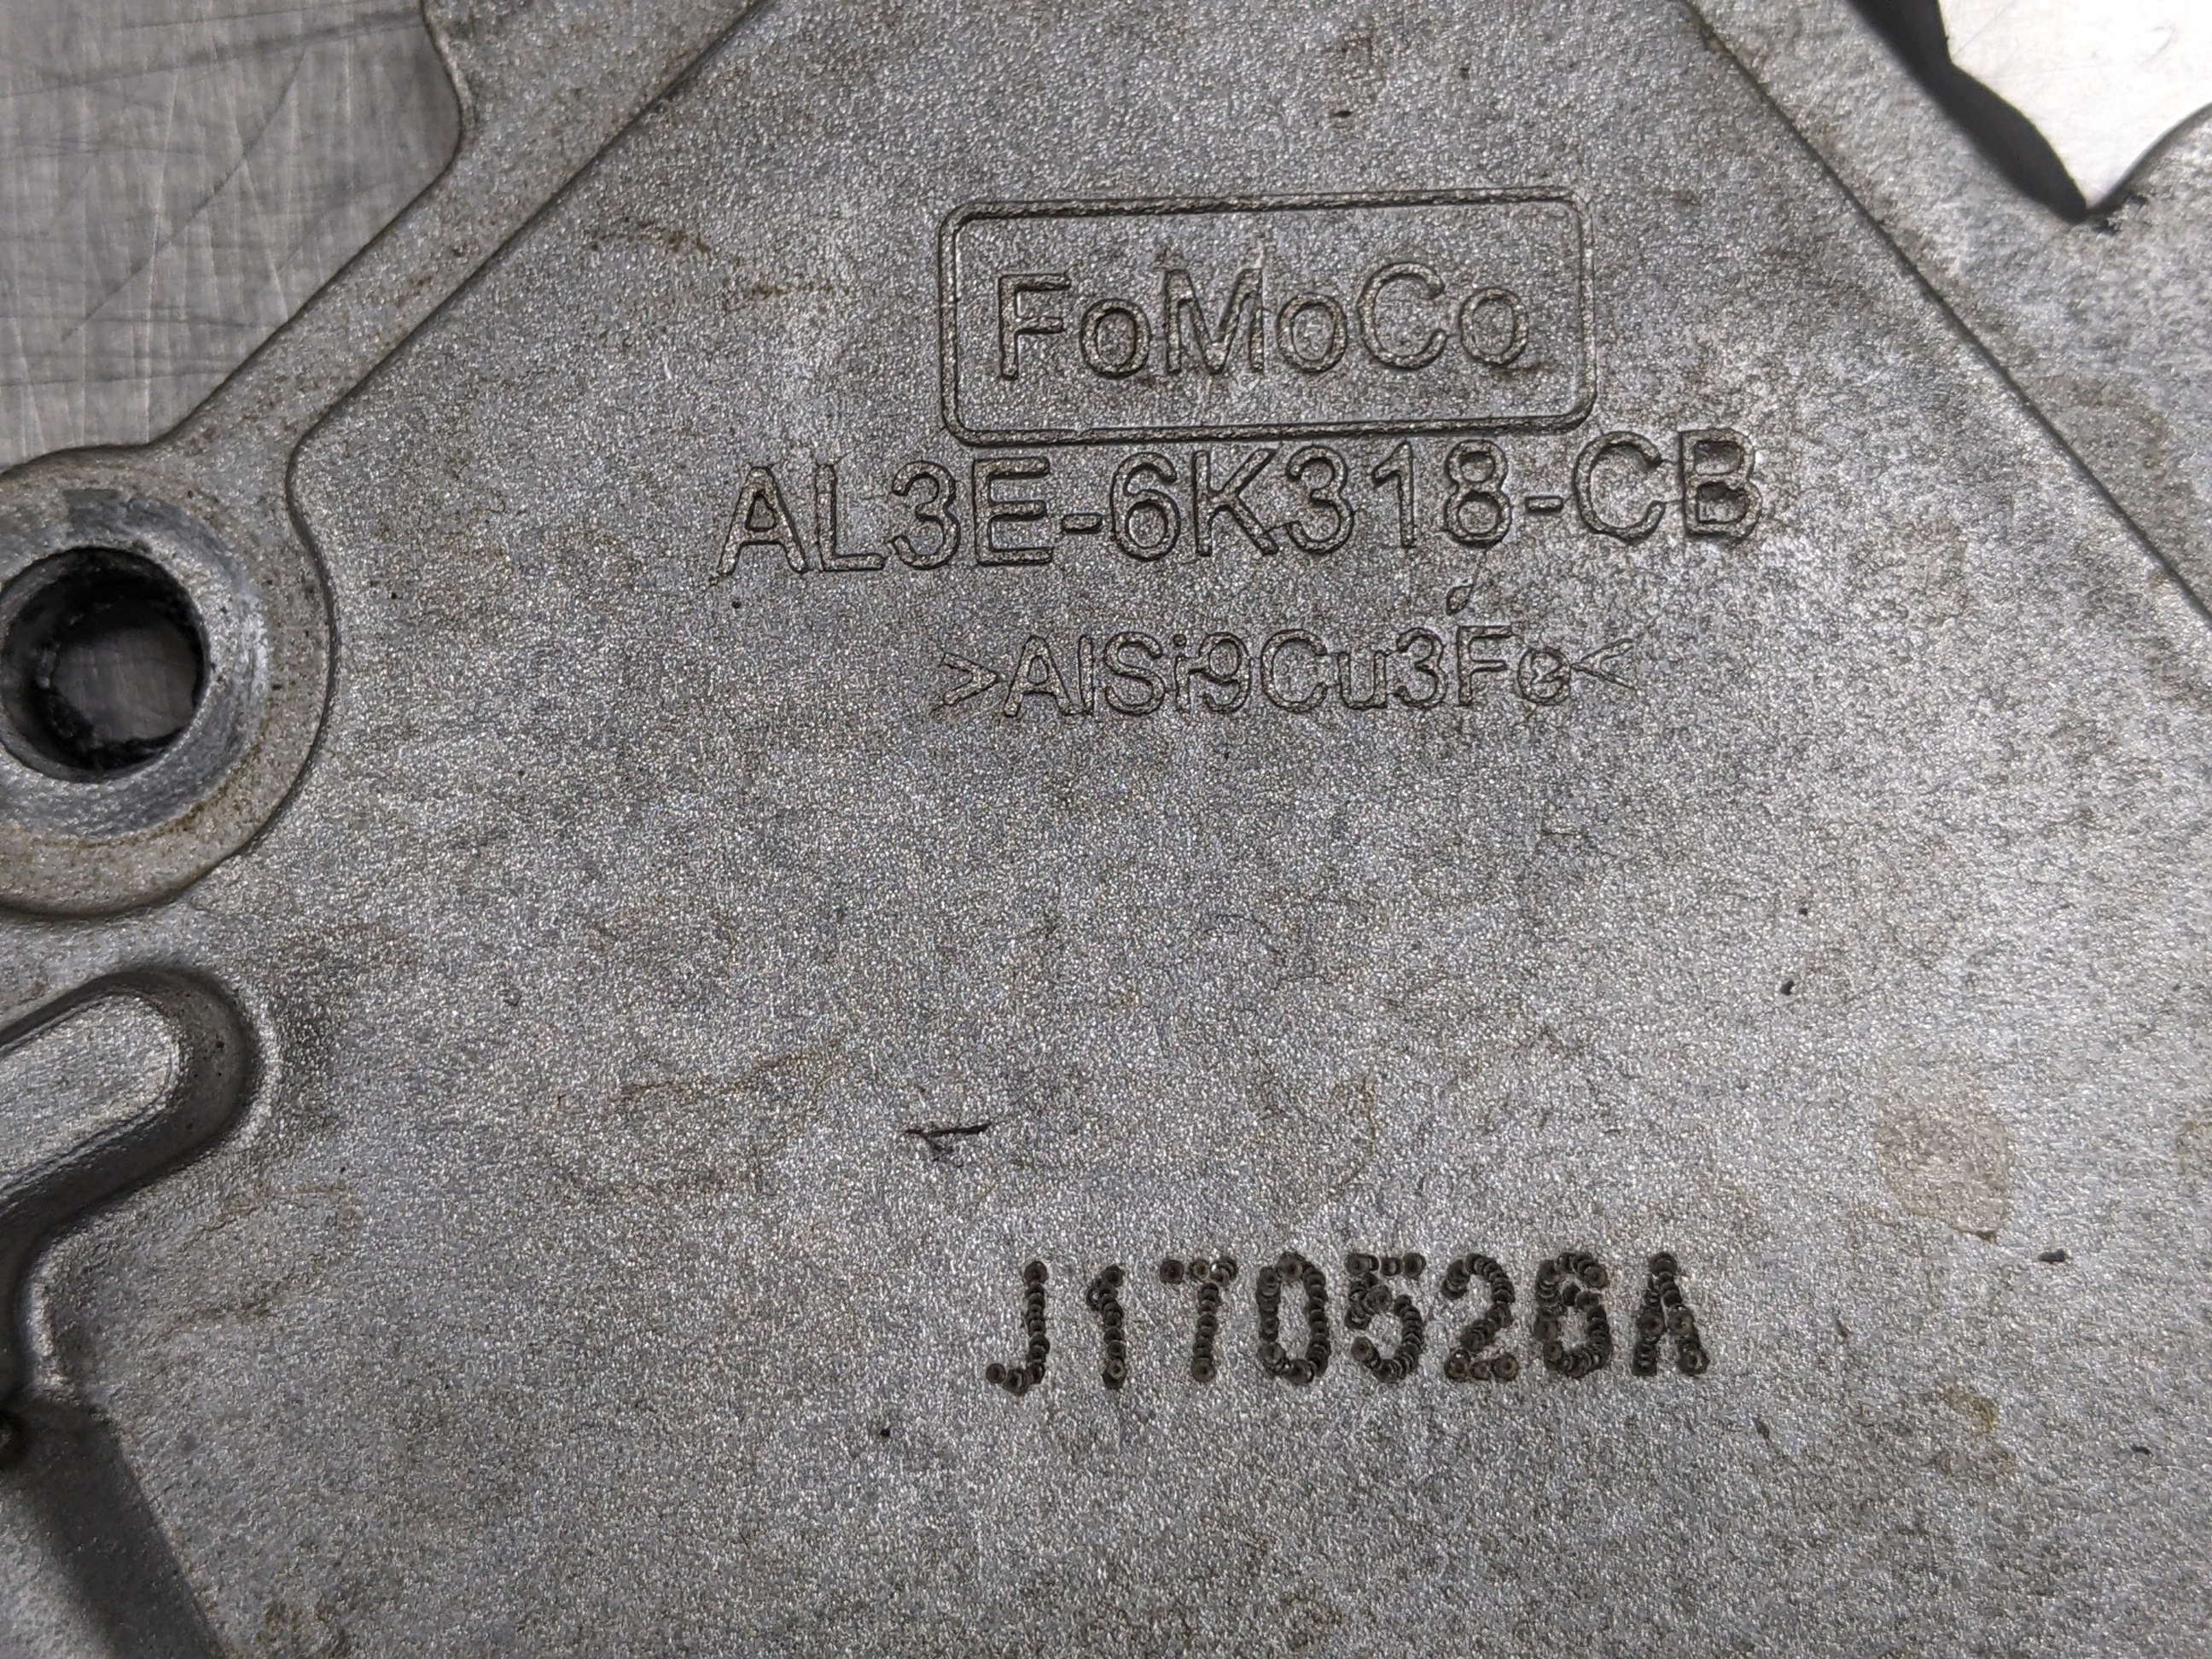 FoMoCo
AL3E-6K318-CB
>AlSi9Cu3Fe<
J170526A